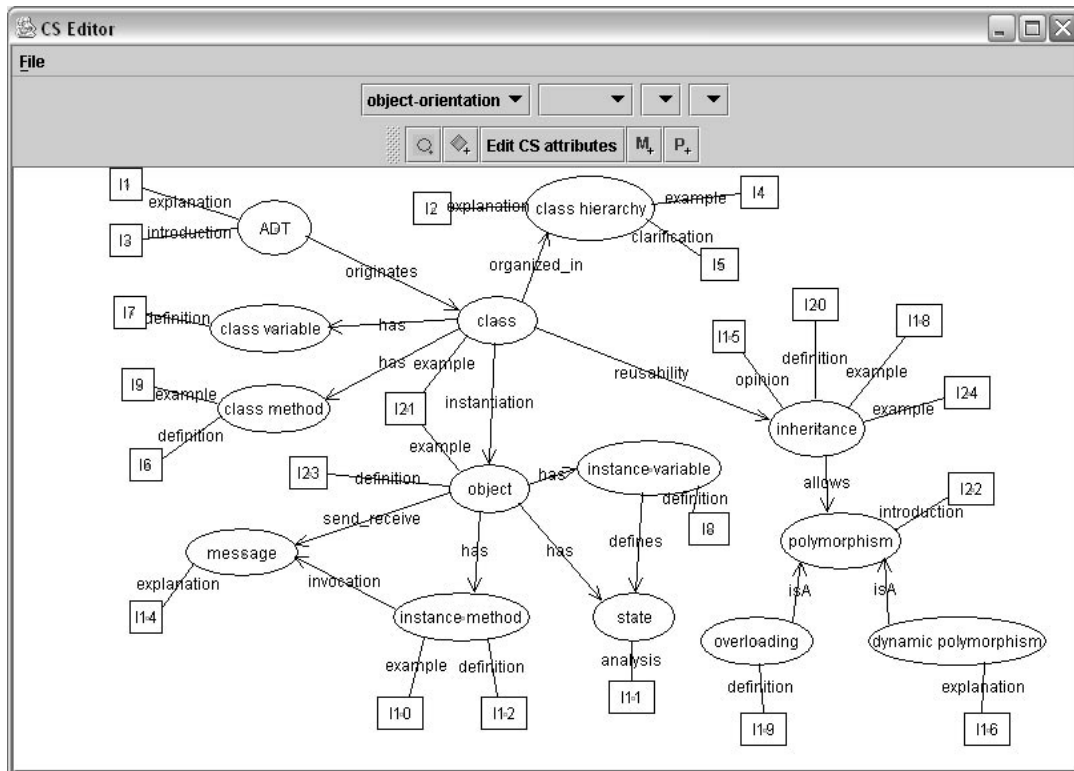 CS Editor
File
object-orientation
Edit CS attributes M+ P+
I1
explanation
I3
introduction
ADT
originates
I2
explanation
class hierarchy
example
I4
clarification
I5
organized_in
I7
definition
class variable
has
class
I9
example
class method
has
definition
I6
example
I21
example
instantiation
reusability
I15
opinion
I20
definition
I18
example
I24
example
inheritance
I23
definition
object
has
instance-variable
definition
I8
allows
I22
introduction
polymorphism
send_receive
message
explanation
I14
invocation
has
has
defines
instance-method
state
isA
isA
overloading
dynamic polymorphism
example
definition
analysis
definition
explanation
I10
I12
I11
I19
I16